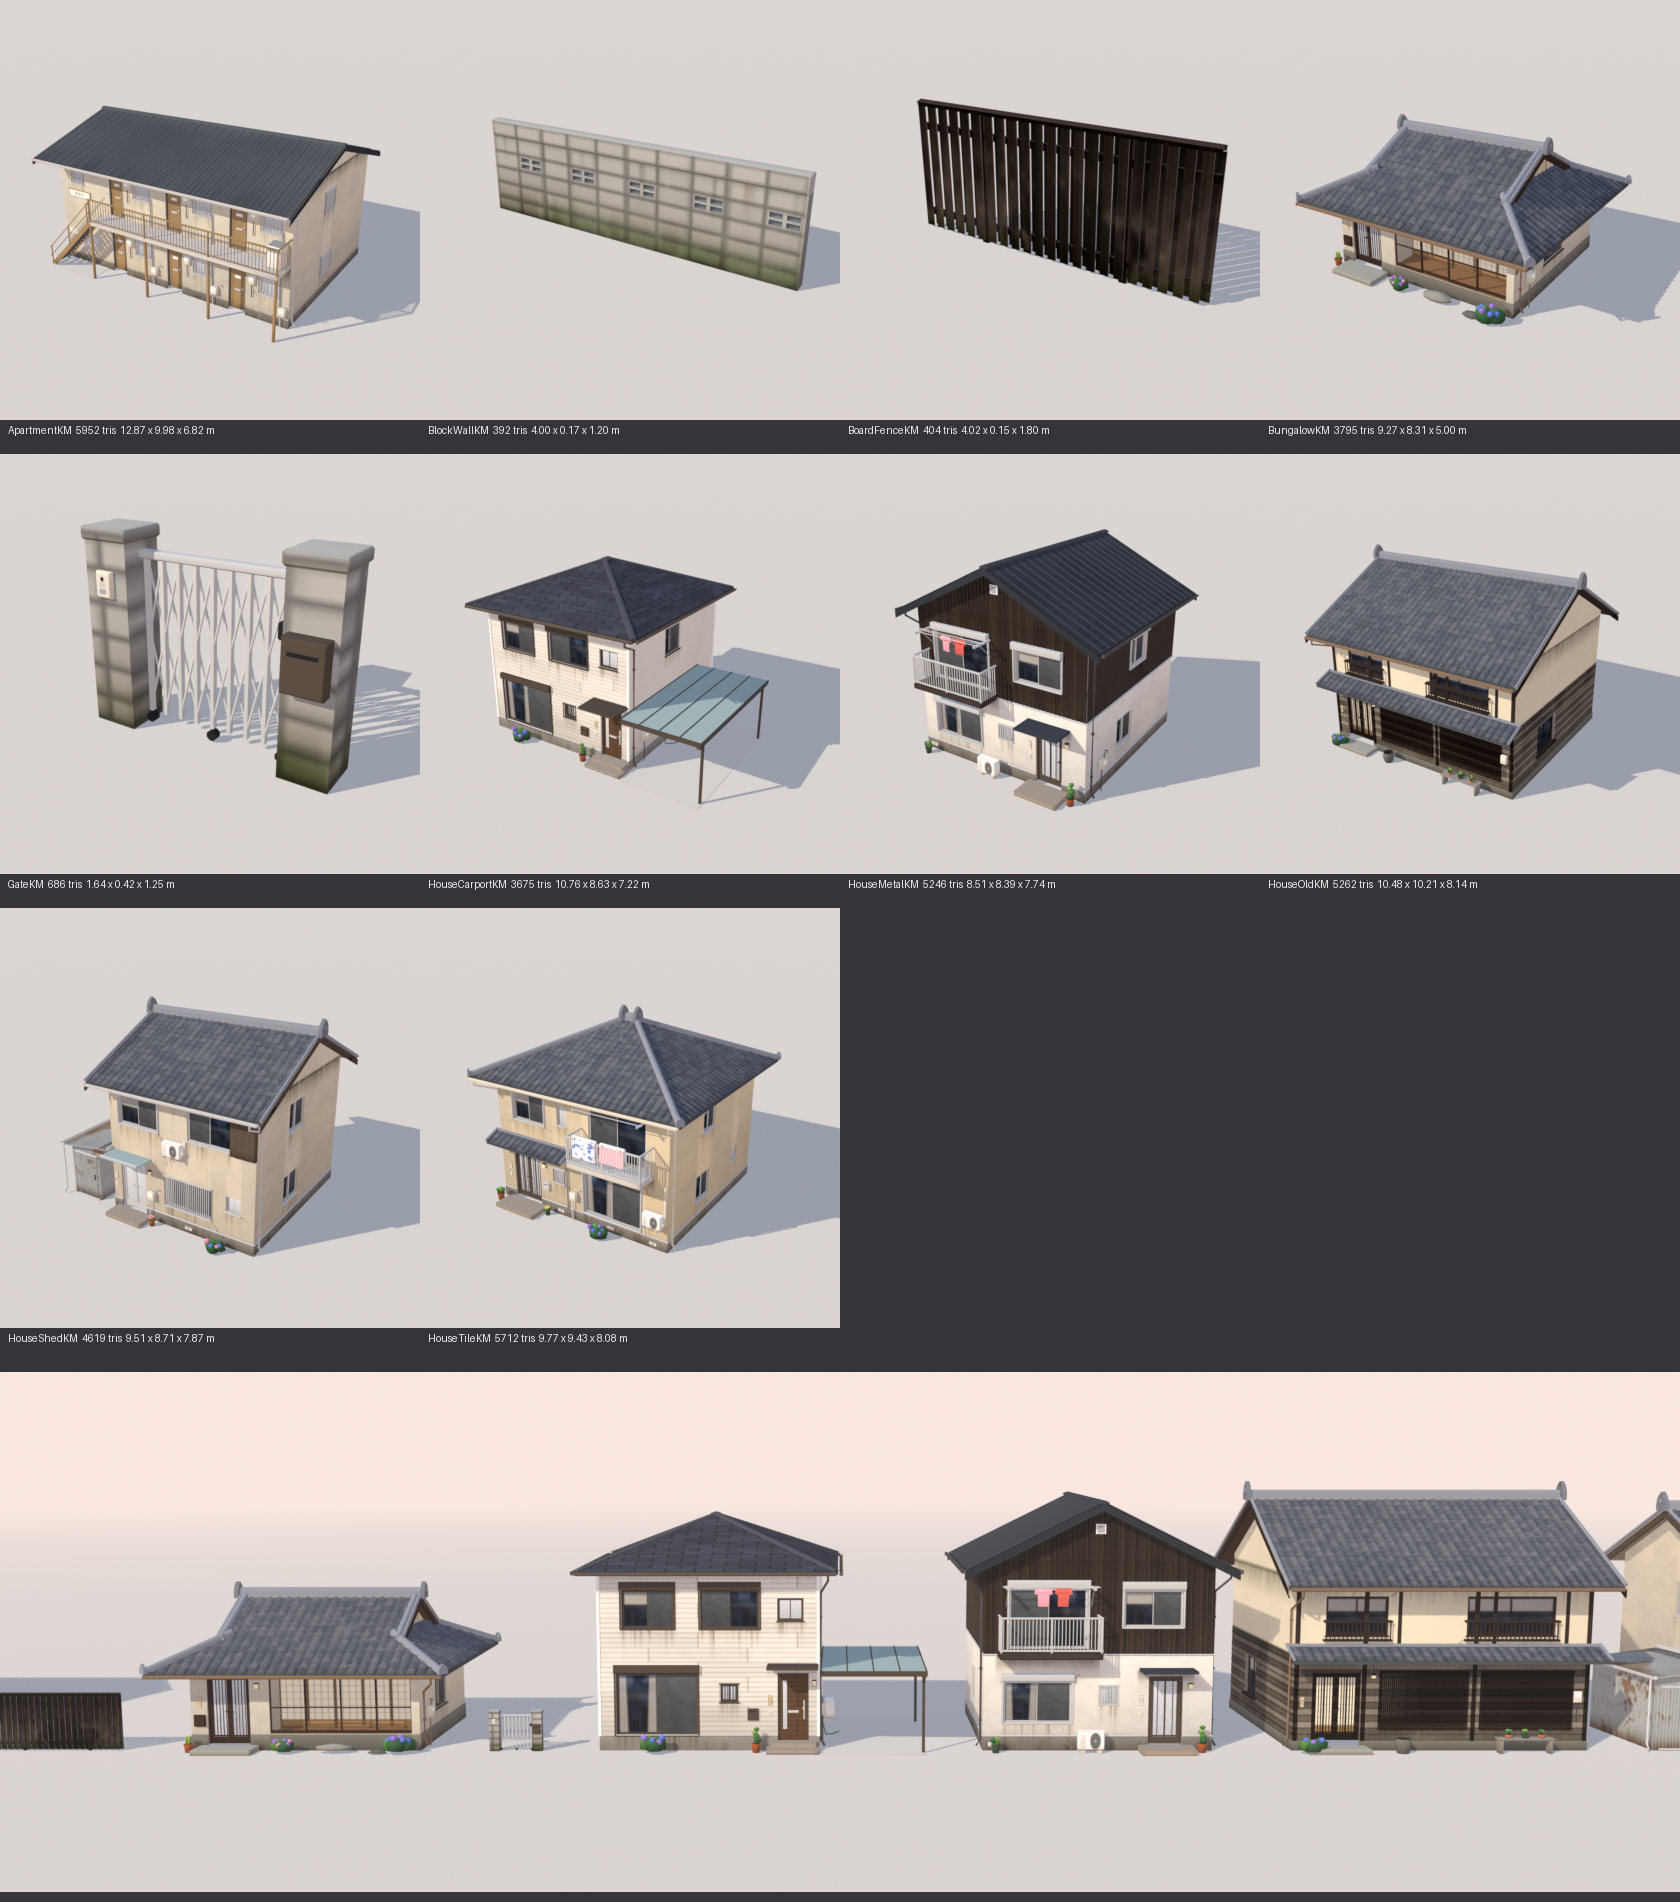 ApartmentKM 5952 tris 12.87 x 9.98 x 6.82 m
BlockWallKM 392 tris 4.00 x 0.17 x 1.20 m
BoardFenceKM 404 tris 4.02 x 0.15 x 1.80 m
BungalowKM 3795 tris 9.27 x 8.31 x 5.00 m
GateKM 686 tris 1.64 x 0.42 x 1.25 m
HouseCarportKM 3675 tris 10.76 x 8.63 x 7.22 m
HouseMetalKM 5246 tris 8.51 x 8.39 x 7.74 m
HouseOldKM 5262 tris 10.48 x 10.21 x 8.14 m
HouseShedKM 4619 tris 9.51 x 8.71 x 7.87 m
HouseTileKM 5712 tris 9.77 x 9.43 x 8.08 m